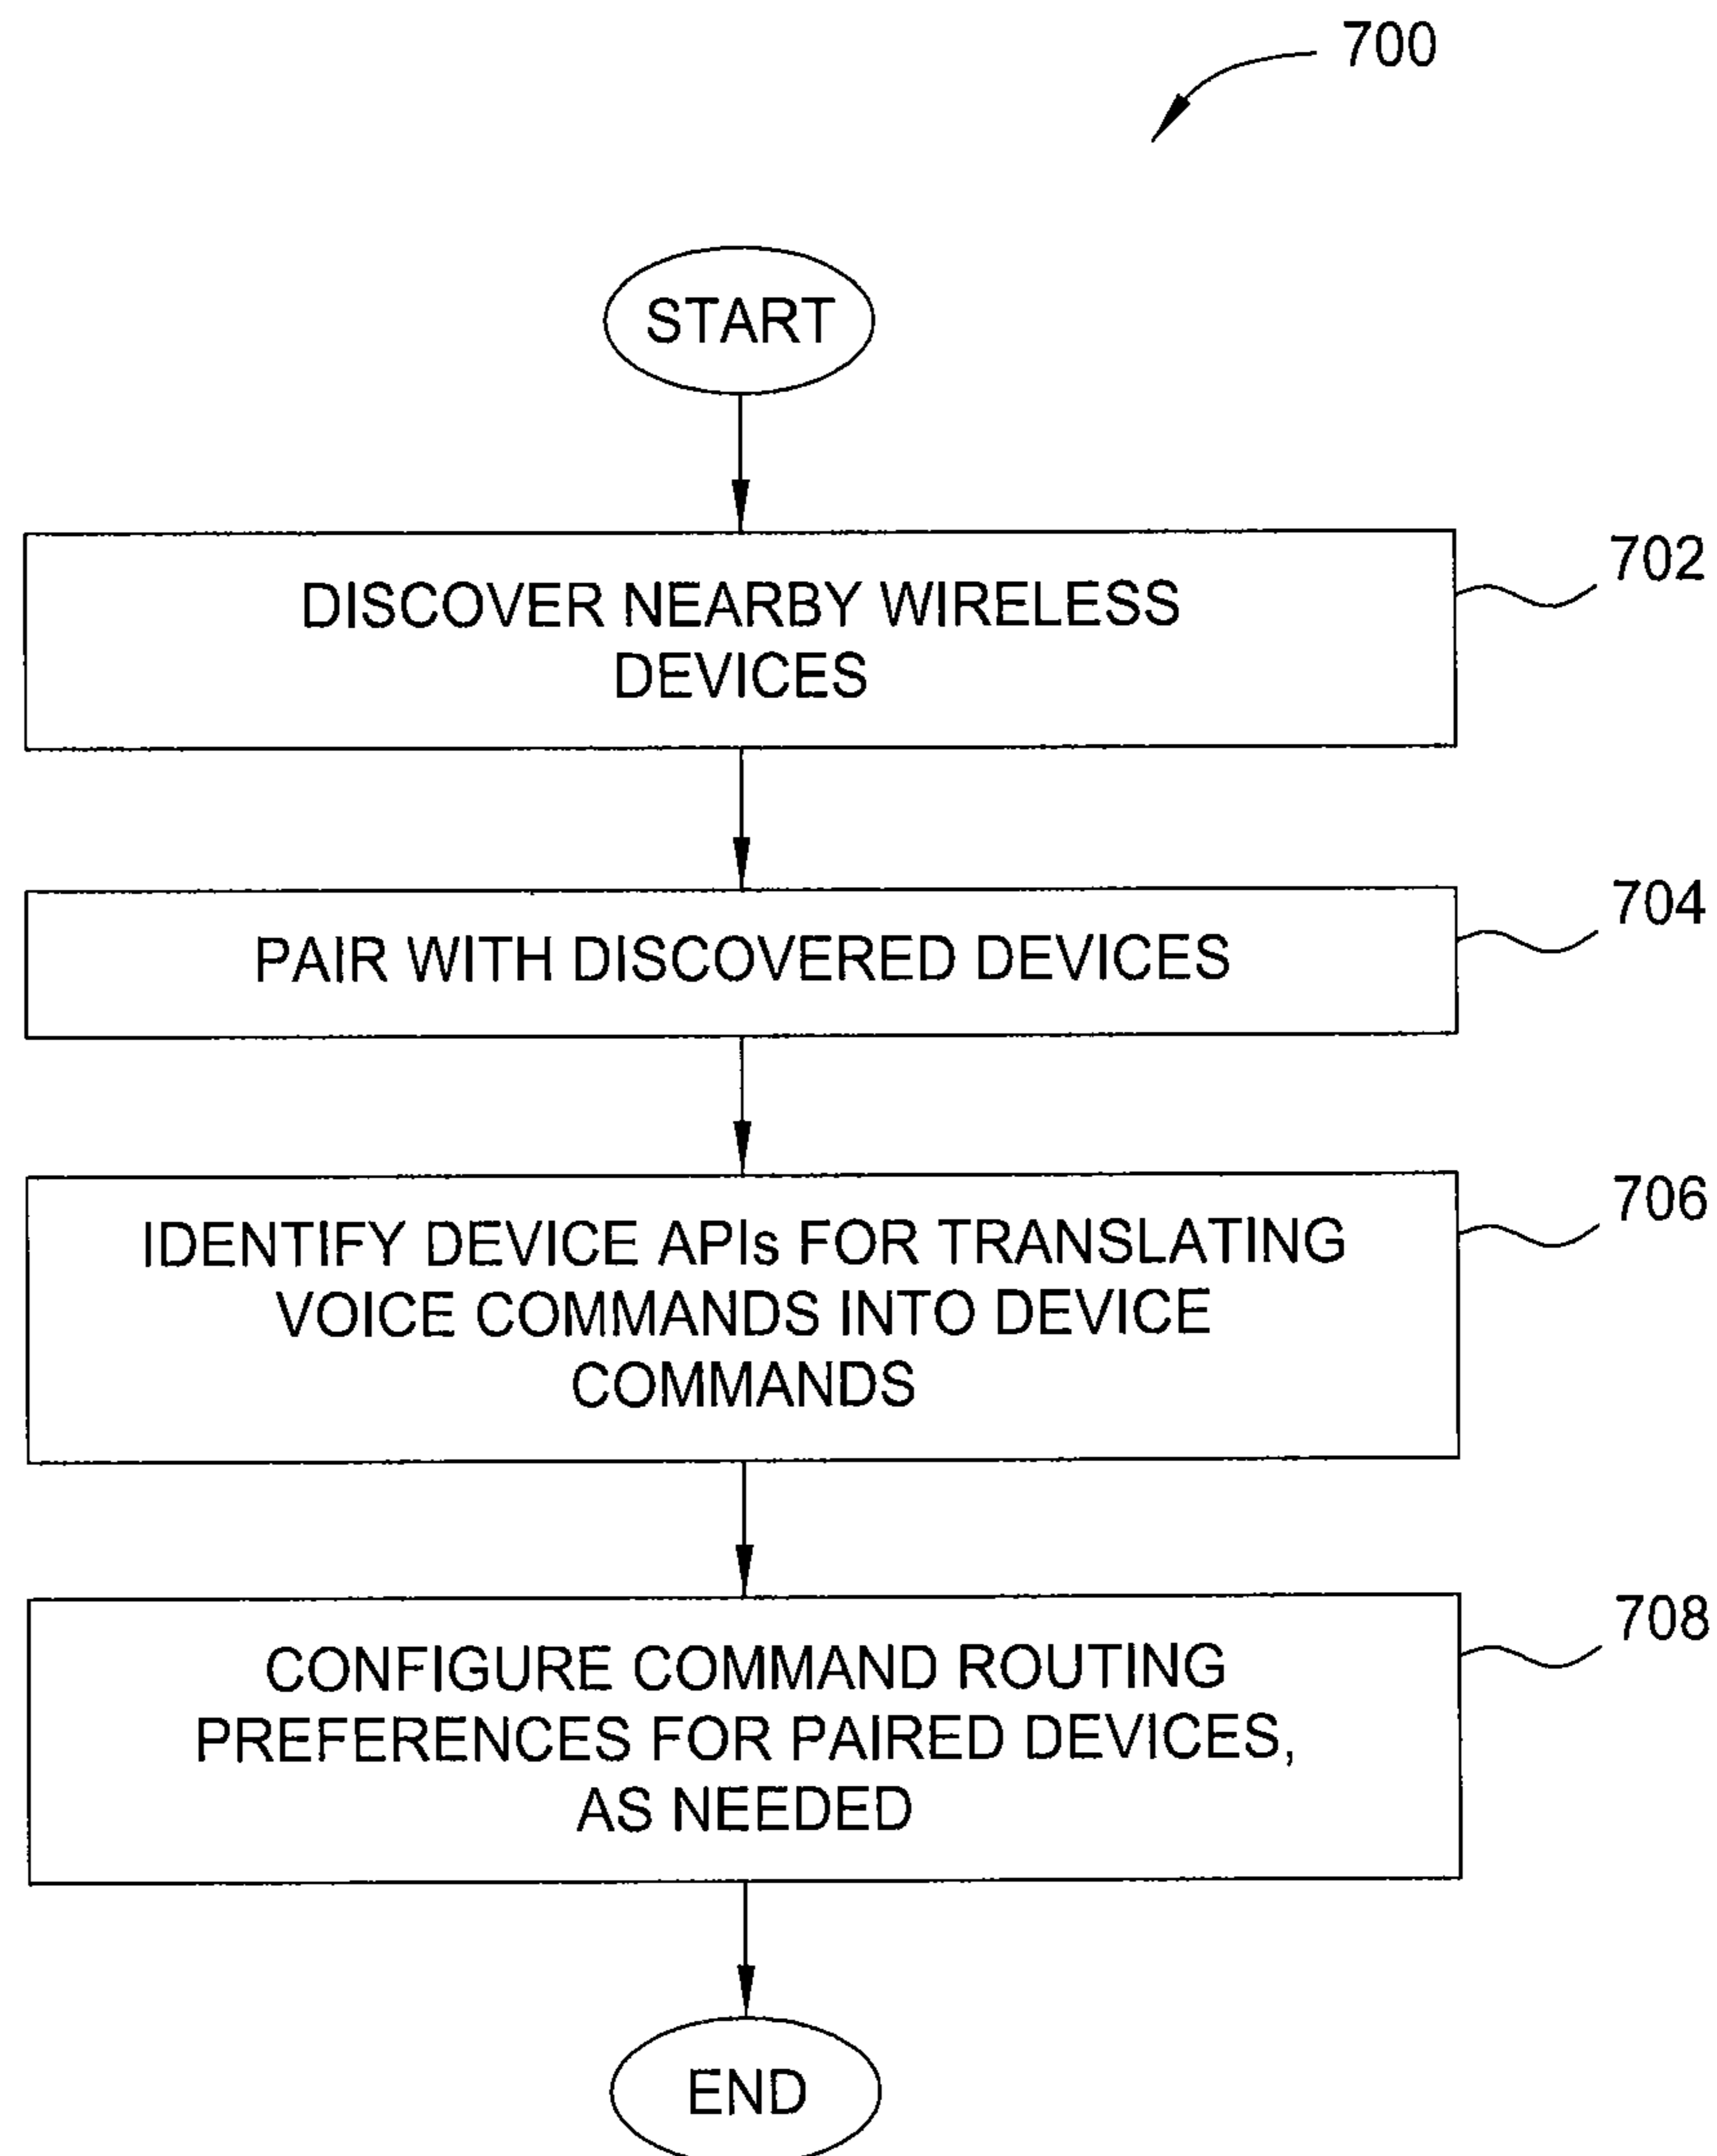 700
START
DISCOVER NEARBY WIRELESS
DEVICES
702
PAIR WITH DISCOVERED DEVICES
704
IDENTIFY DEVICE APIs FOR TRANSLATING
VOICE COMMANDS INTO DEVICE
COMMANDS
706
CONFIGURE COMMAND ROUTING
PREFERENCES FOR PAIRED DEVICES,
AS NEEDED
708
END